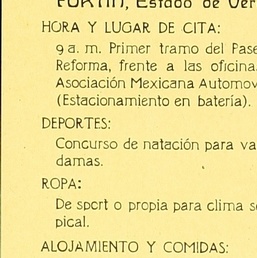 FORTIN, Estado de Ver
HORA Y LUGAR DE CITA:
9 a. m. Primer tramo del Pase
Reforma, frente a las oficina
Asociación Mexicana Automov
(Estacionamiento en batería).
DEPORTES:
Concurso de natación para va
damas.
ROPA:
De sport o propia para clima s
pical.
ALOJAMIENTO Y COMIDAS: